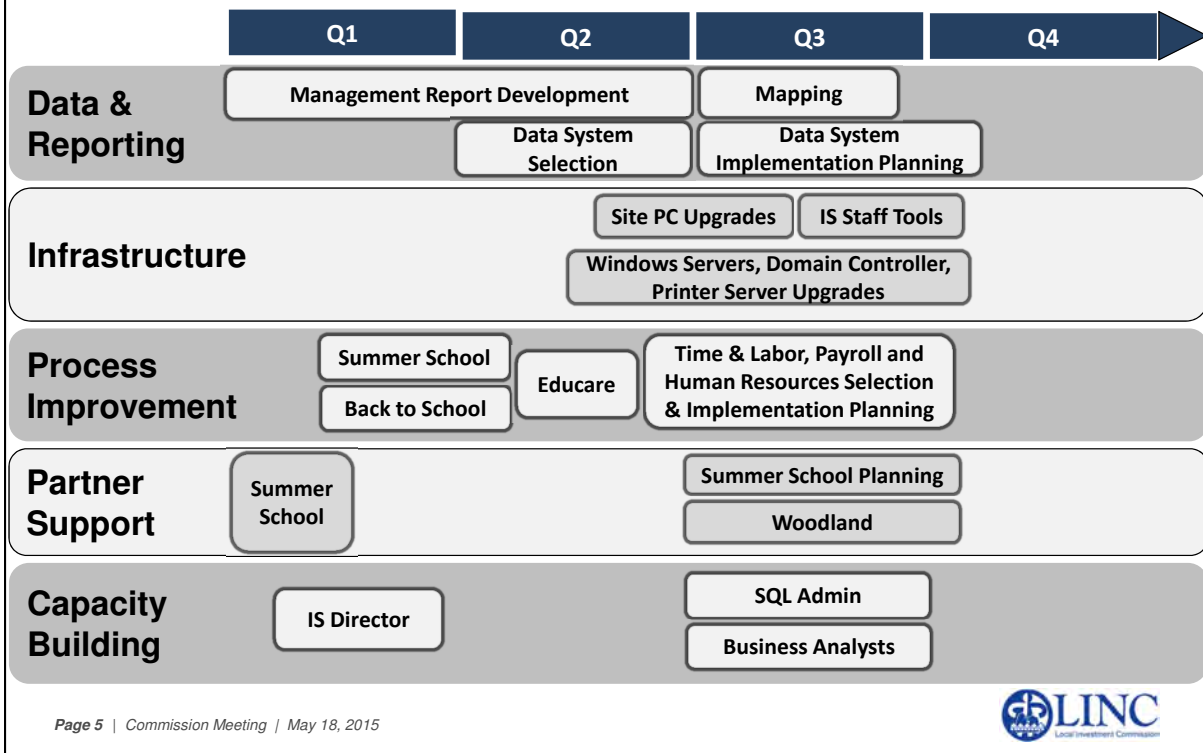 Q1 Q2 Q3 Q4
Data &
Reporting
Management Report Development
Mapping
Data System
Selection
Data System
Implementation Planning
Infrastructure
Site PC Upgrades
IS Staff Tools
Windows Servers, Domain Controller,
Printer Server Upgrades
Process
Improvement
Summer School
Back to School
Educare
Time & Labor, Payroll and
Human Resources Selection
& Implementation Planning
Partner
Support
Summer
School
Summer School Planning
Woodland
Capacity
Building
IS Director
SQL Admin
Business Analysts
Page 5 | Commission Meeting | May 18, 2015
LINC
Local Investment Commission